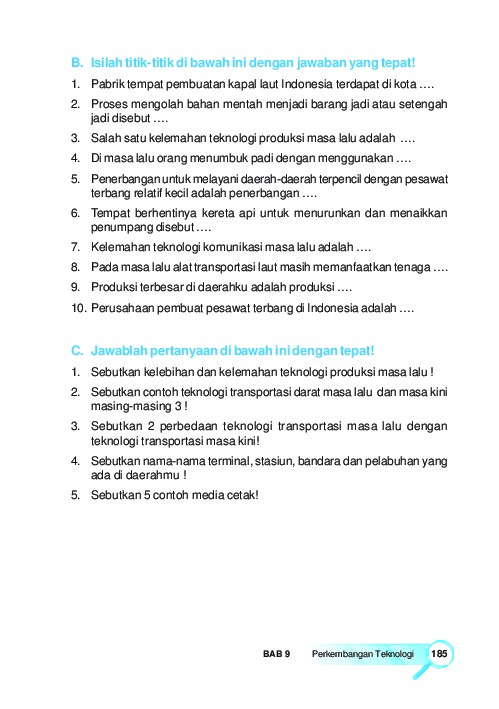 B. Isilah titik-titik di bawah ini dengan jawaban yang tepat!
1. Pabrik tempat pembuatan kapal laut Indonesia terdapat di kota ….
2. Proses mengolah bahan mentah menjadi barang jadi atau setengah
jadi disebut ….
3. Salah satu kelemahan teknologi produksi masa lalu adalah ….
4. Di masa lalu orang menumbuk padi dengan menggunakan ….
5. Penerbangan untuk melayani daerah-daerah terpencil dengan pesawat
terbang relatif kecil adalah penerbangan ….
6. Tempat berhentinya kereta api untuk menurunkan dan menaikkan
penumpang disebut ….
7. Kelemahan teknologi komunikasi masa lalu adalah ….
8. Pada masa lalu alat transportasi laut masih memanfaatkan tenaga ….
9. Produksi terbesar di daerahku adalah produksi ….
10. Perusahaan pembuat pesawat terbang di Indonesia adalah ….
C. Jawablah pertanyaan di bawah ini dengan tepat!
1. Sebutkan kelebihan dan kelemahan teknologi produksi masa lalu !
2. Sebutkan contoh teknologi transportasi darat masa lalu dan masa kini
masing-masing 3 !
3. Sebutkan 2 perbedaan teknologi transportasi masa lalu dengan
teknologi transportasi masa kini!
4. Sebutkan nama-nama terminal, stasiun, bandara dan pelabuhan yang
ada di daerahmu !
5. Sebutkan 5 contoh media cetak!
BAB 9 Perkembangan Teknologi 185